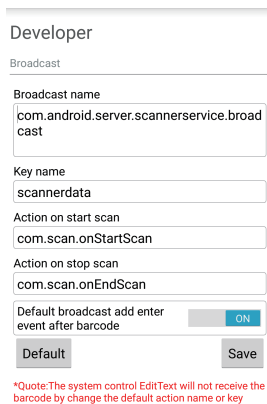 Developer
Broadcast
Broadcast name
com.android.server.scannerservice.broad
cast
Key name
scannerdata
Action on start scan
com.scan.onStartScan
Action on stop scan
com.scan.onEndScan
Default broadcast add enter
event after barcode
ON
Default
Save
*Quote:The system control EditText will not receive the
barcode by change the default action name or key